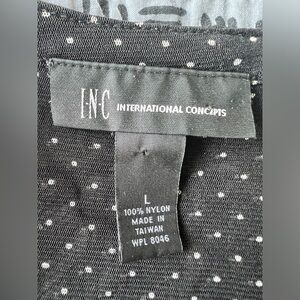 I·N·C INTERNATIONAL CONCEPTS
L
100% NYLON
MADE IN
TAIWAN
WPL 8046